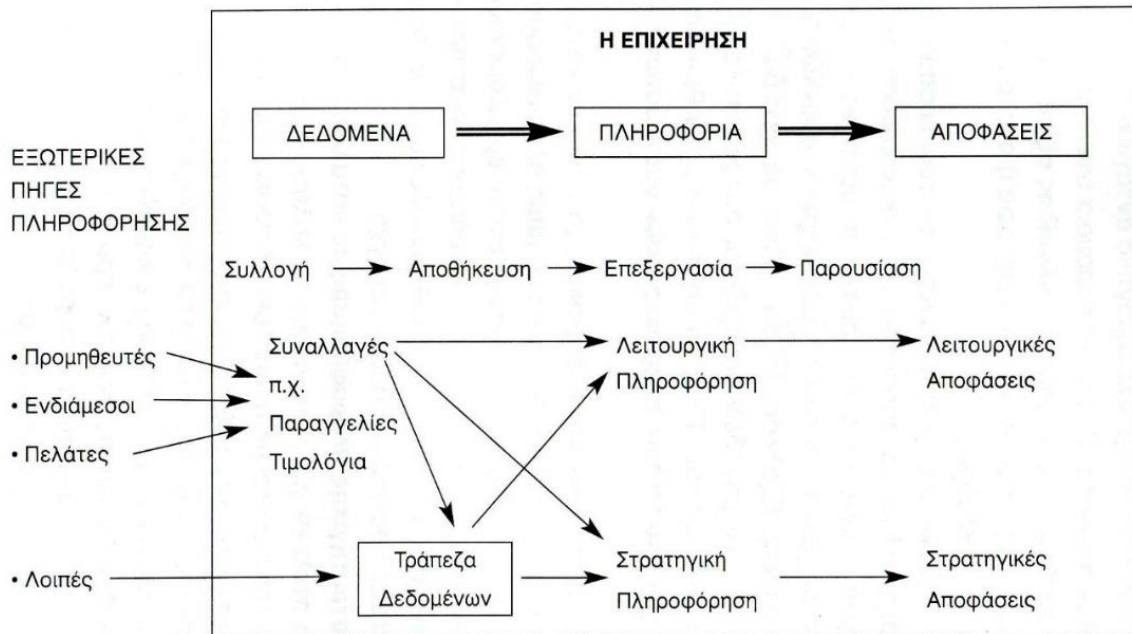 Η ΕΠΙΧΕΙΡΗΣΗ
ΔΕΔΟΜΕΝΑ
ΠΛΗΡΟΦΟΡΙΑ
ΑΠΟΦΑΣΕΙΣ
ΕΞΩΤΕΡΙΚΕΣ
ΠΗΓΕΣ
ΠΛΗΡΟΦΟΡΗΣΗΣ
Συλλογή
Αποθήκευση
Επεξεργασία
Παρουσίαση
• Προμηθευτές
• Ενδιάμεσοι
• Πελάτες
Συναλλαγές
π.χ.
Παραγγελίες
Τιμολόγια
Λειτουργική
Πληροφόρηση
Λειτουργικές
Αποφάσεις
• Λοιπές
Τράπεζα
Δεδομένων
Στρατηγική
Πληροφόρηση
Στρατηγικές
Αποφάσεις